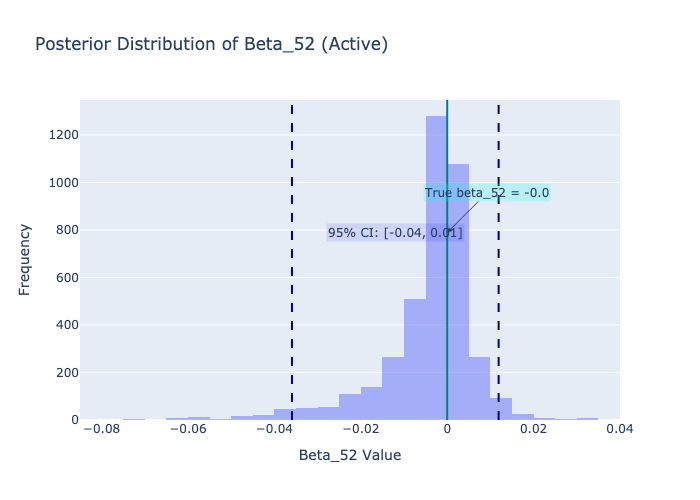 Posterior Distribution of Beta_52 (Active)
1200
1000
True beta_52 = -0.0
800
95% CI: [-0.04, 0.01]
600
400
200
0
Frequency
−0.08
−0.06
−0.04
−0.02
0
0.02
0.04
Beta_52 Value